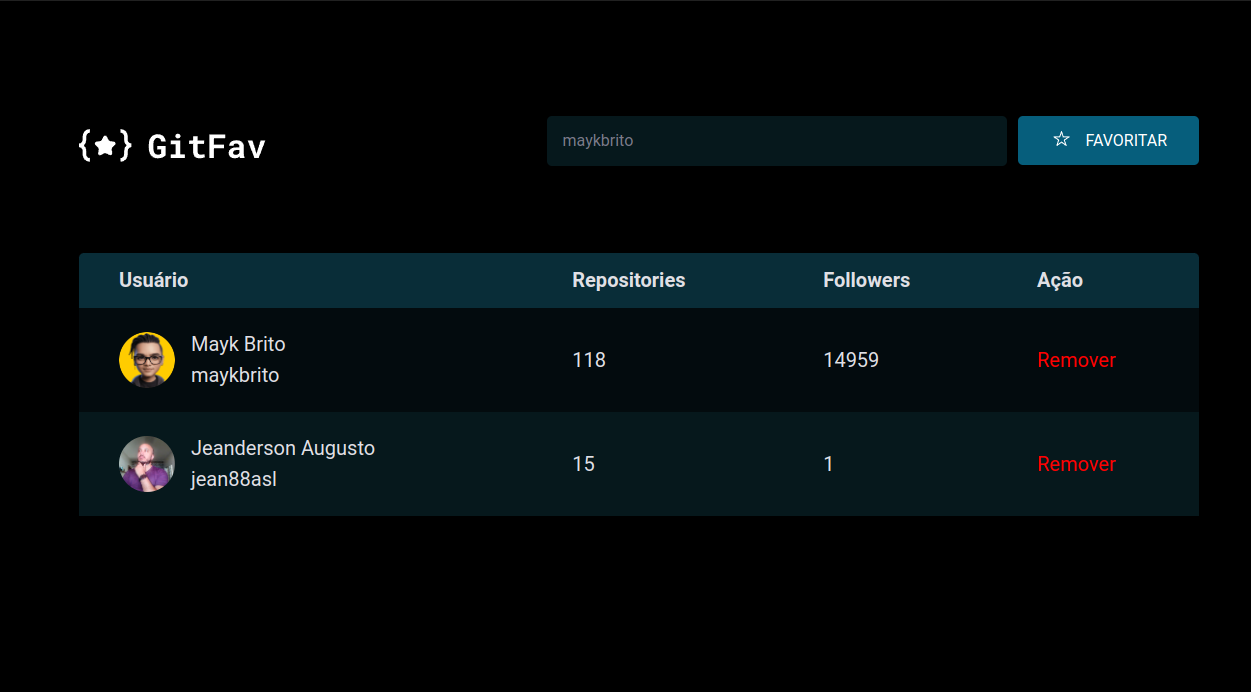 {★} GitFav
maykbrito
☆ FAVORITAR
Usuário Repositories Followers Ação
Mayk Brito
maykbrito
118 14959 Remover
Jeanderson Augusto
jean88asl
15 1 Remover